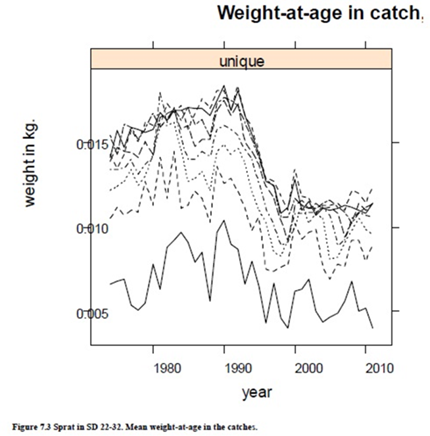 Weight-at-age in catch,
unique
weight in kg.
0.015
0.010
0.005
1980 1990 2000 2010
year
Figure 7.3 Sprat in SD 22-32. Mean weight-at-age in the catches.